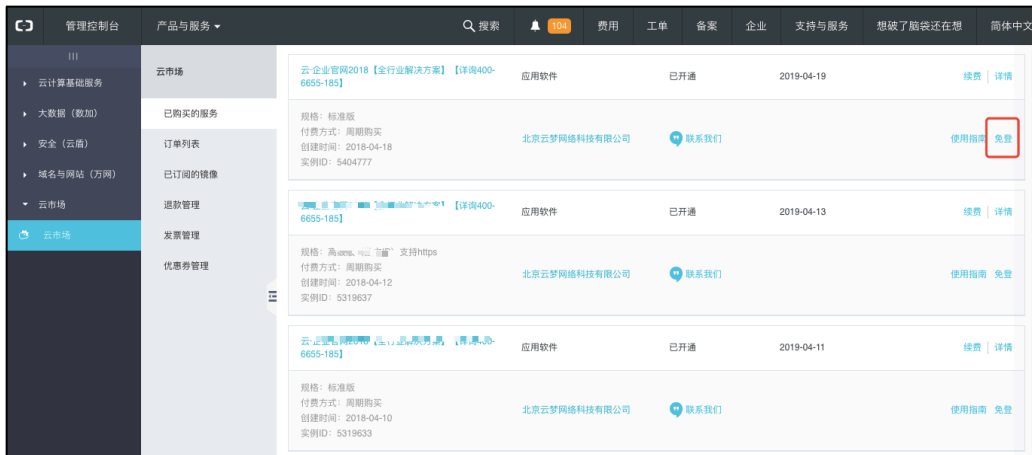 管理控制台 产品与服务 搜索 104 费用 工单 备案 企业 支持与服务 想破了脑袋还在想 简体中文
云计算基础服务
大数据（数加）
安全（云盾）
域名与网站（万网）
云市场
云市场
云市场
已购买的服务
订单列表
已订阅的镜像
退款管理
发票管理
优惠券管理
云·企业官网2018【全行业解决方案】【详询400-
6655-185】
应用软件 已开通 2019-04-19 续费 详情
规格：标准版
付费方式：周期购买
创建时间：2018-04-18
实例ID：5404777
北京云梦网络科技有限公司 联系我们 使用指南 免登
【详询400-
6655-185】
应用软件 已开通 2019-04-13 续费 详情
支持https
付费方式：周期购买
创建时间：2018-04-12
实例ID：5319637
北京云梦网络科技有限公司 联系我们 使用指南 免登
6655-185】
应用软件 已开通 2019-04-11 续费 详情
规格：标准版
付费方式：周期购买
创建时间：2018-04-10
实例ID：5319633
北京云梦网络科技有限公司 联系我们 使用指南 免登